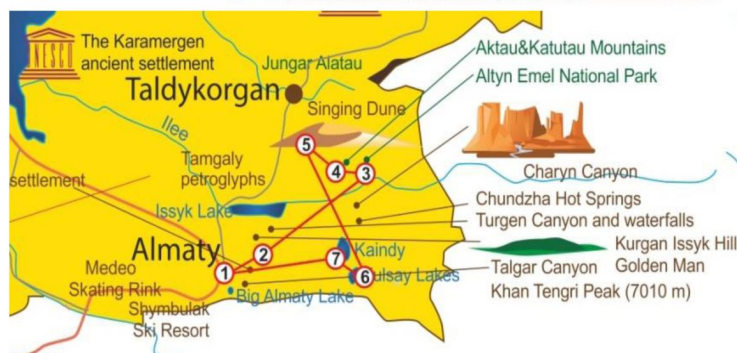 UNESCO
The Karamergen
ancient settlement
Jungar Alatau
Taldykorgan
Aktau&Katutau Mountains
Altyn Emel National Park
Singing Dune
Ilee
Tamgaly
petroglyphs
settlement
Issyk Lake
Charyn Canyon
Chundzha Hot Springs
Turgen Canyon and waterfalls
Kurgan Issyk Hill
Golden Man
Talgar Canyon
Khan Tengri Peak (7010 m)
Almaty
Kaindy
ulsay Lakes
Big Almaty Lake
Medeo
Skating Rink
Shymbulak
Ski Resort
1
2
3
4
5
6
7